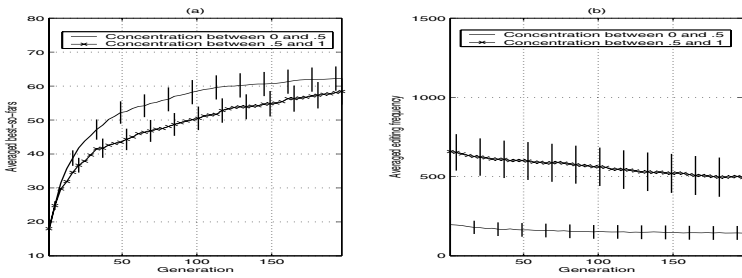 (a)
80
70
60
50
40
30
20
10
Averaged best-so-fars
Concentration between 0 and .5
Concentration between .5 and 1
50
100
150
Generation
(b)
1500
1000
500
0
Averaged editing frequency
Concentration between 0 and .5
Concentration between .5 and 1
50
100
150
Generation